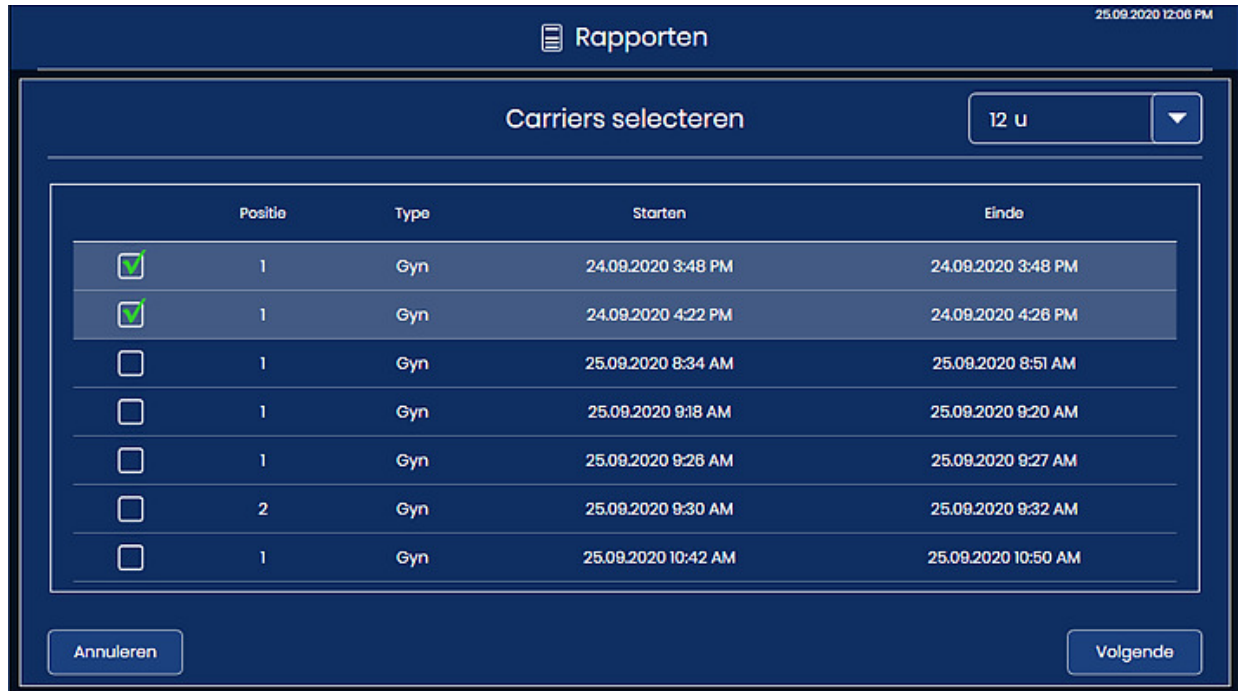 25.09.2020 12:06 PM
Rapporten
Carriers selecteren
12 u
Positie Type Starten Einde
1 Gyn 24.09.2020 3:48 PM 24.09.2020 3:48 PM
1 Gyn 24.09.2020 4:22 PM 24.09.2020 4:26 PM
1 Gyn 25.09.2020 8:34 AM 25.09.2020 8:51 AM
1 Gyn 25.09.2020 9:18 AM 25.09.2020 9:20 AM
1 Gyn 25.09.2020 9:26 AM 25.09.2020 9:27 AM
2 Gyn 25.09.2020 9:30 AM 25.09.2020 9:32 AM
1 Gyn 25.09.2020 10:42 AM 25.09.2020 10:50 AM
Annuleren Volgende